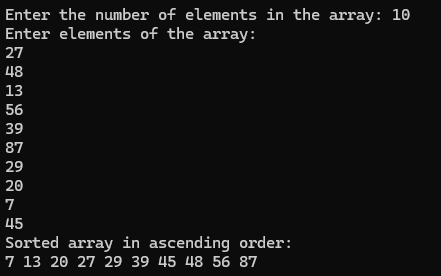 Enter the number of elements in the array: 10
Enter elements of the array:
27
48
13
56
39
87
29
20
7
45
Sorted array in ascending order:
7 13 20 27 29 39 45 48 56 87